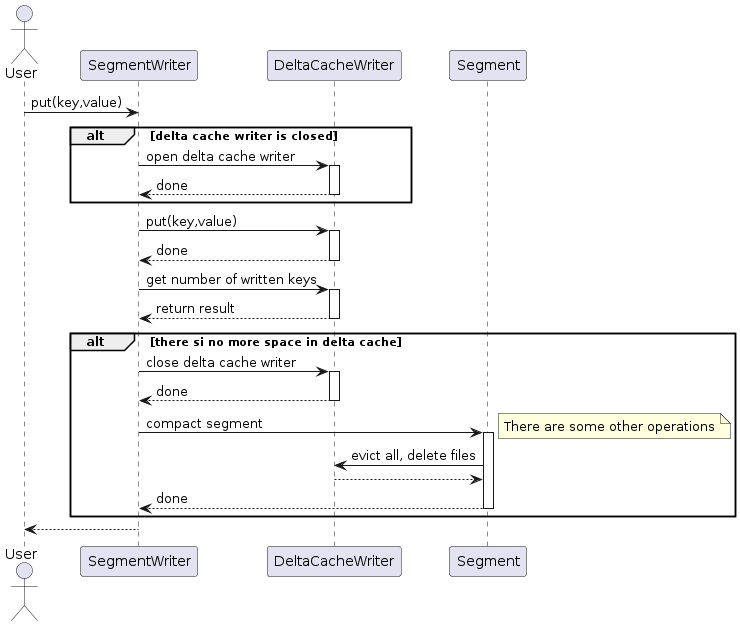 User
SegmentWriter
DeltaCacheWriter
Segment
put(key,value)
alt
[delta cache writer is closed]
open delta cache writer
done
put(key,value)
done
get number of written keys
return result
alt
[there si no more space in delta cache]
close delta cache writer
done
compact segment
There are some other operations
evict all, delete files
done
User
SegmentWriter
DeltaCacheWriter
Segment